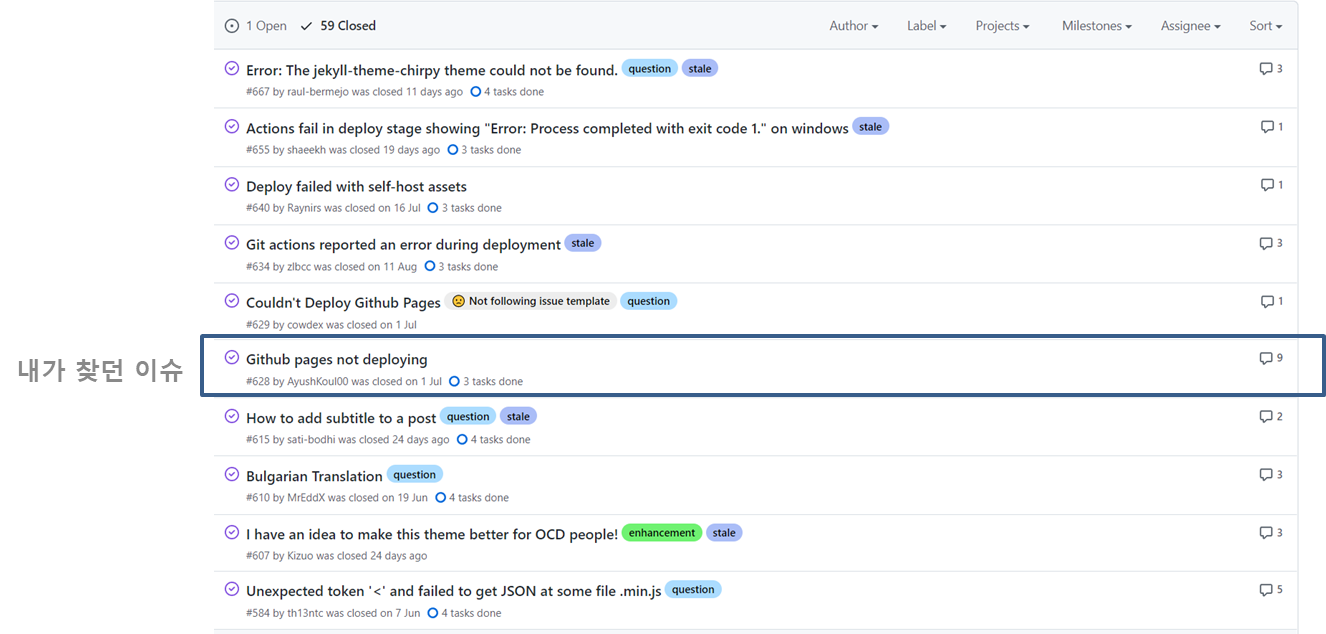 1 Open 59 Closed Author Label Projects Milestones Assignee Sort
Error: The jekyll-theme-chirpy theme could not be found. question stale 3
#667 by raul-bermejo was closed 11 days ago 4 tasks done
Actions fail in deploy stage showing "Error: Process completed with exit code 1." on windows stale 1
#655 by shaeekh was closed 19 days ago 3 tasks done
Deploy failed with self-host assets 1
#640 by Raynirs was closed on 16 Jul 3 tasks done
Git actions reported an error during deployment stale 3
#634 by zlbcc was closed on 11 Aug 3 tasks done
Couldn't Deploy Github Pages Not following issue template question 1
#629 by cowdex was closed on 1 Jul
내가 찾던 이슈
Github pages not deploying 9
#628 by AyushKoul00 was closed on 1 Jul 3 tasks done
How to add subtitle to a post question stale 2
#615 by sati-bodhi was closed 24 days ago 4 tasks done
Bulgarian Translation question 3
#610 by MrEddX was closed on 19 Jun 4 tasks done
I have an idea to make this theme better for OCD people! enhancement stale 3
#607 by Kizuo was closed 24 days ago
Unexpected token '<' and failed to get JSON at some file .min.js question 5
#584 by th13ntc was closed on 7 Jun 4 tasks done